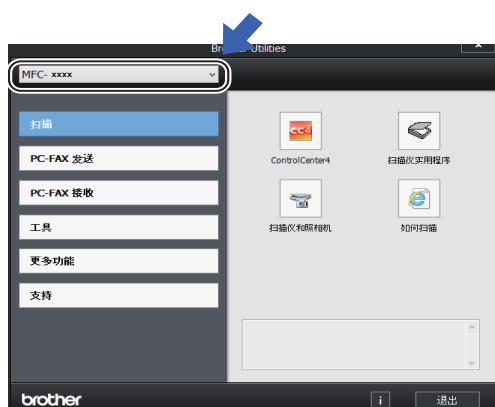 Utilities
MFC- xxxx
扫描
PC-FAX 发送
PC-FAX 接收
工具
更多功能
支持
CC4
ControlCenter4
扫描仪实用程序
扫描仪和照相机
如何扫描
brother
i
退出